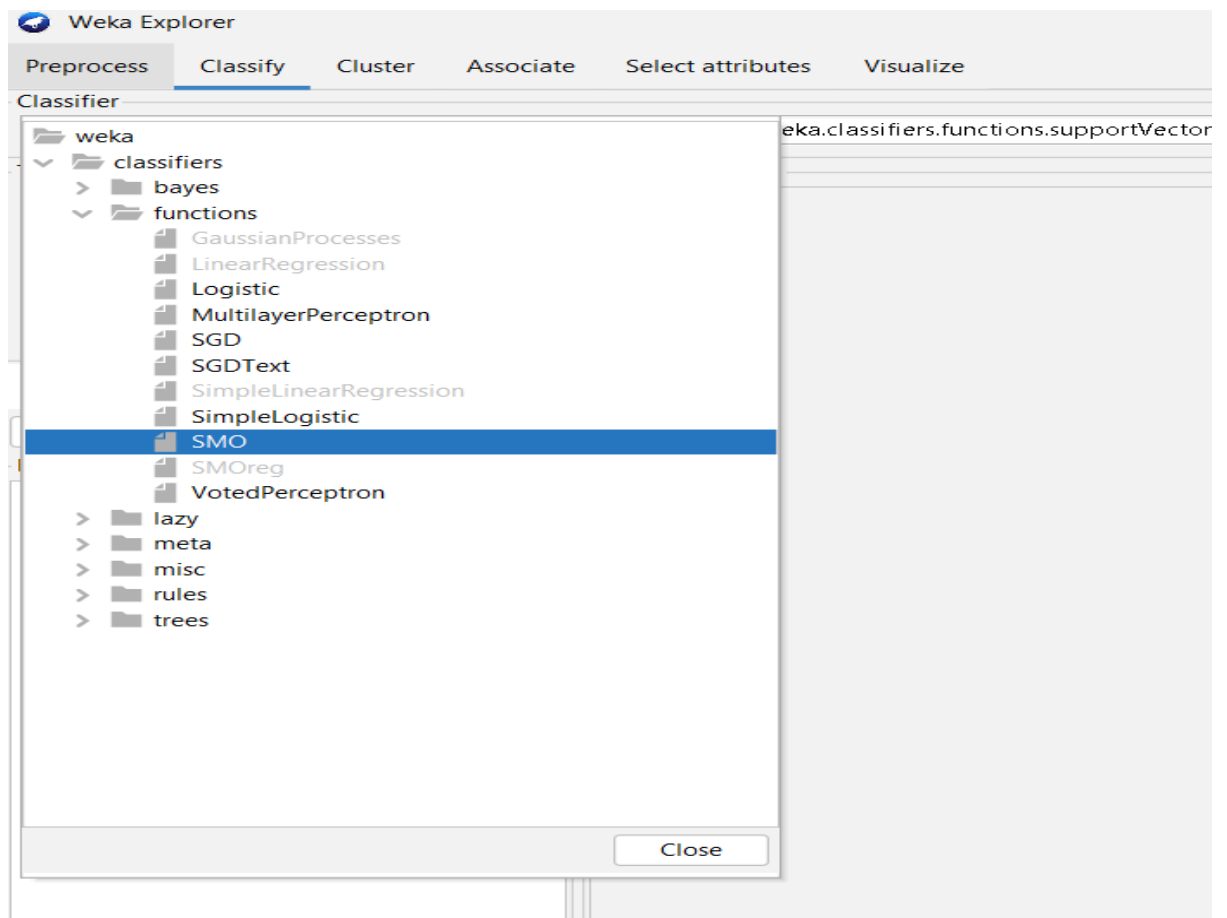 Weka Explorer
Preprocess Classify Cluster Associate Select attributes Visualize
Classifier
eka.classifiers.functions.supportVector
weka
classifiers
bayes
functions
GaussianProcesses
LinearRegression
Logistic
MultilayerPerceptron
SGD
SGDText
SimpleLinearRegression
SimpleLogistic
SMO
SMOreg
VotedPerceptron
lazy
meta
misc
rules
trees
Close